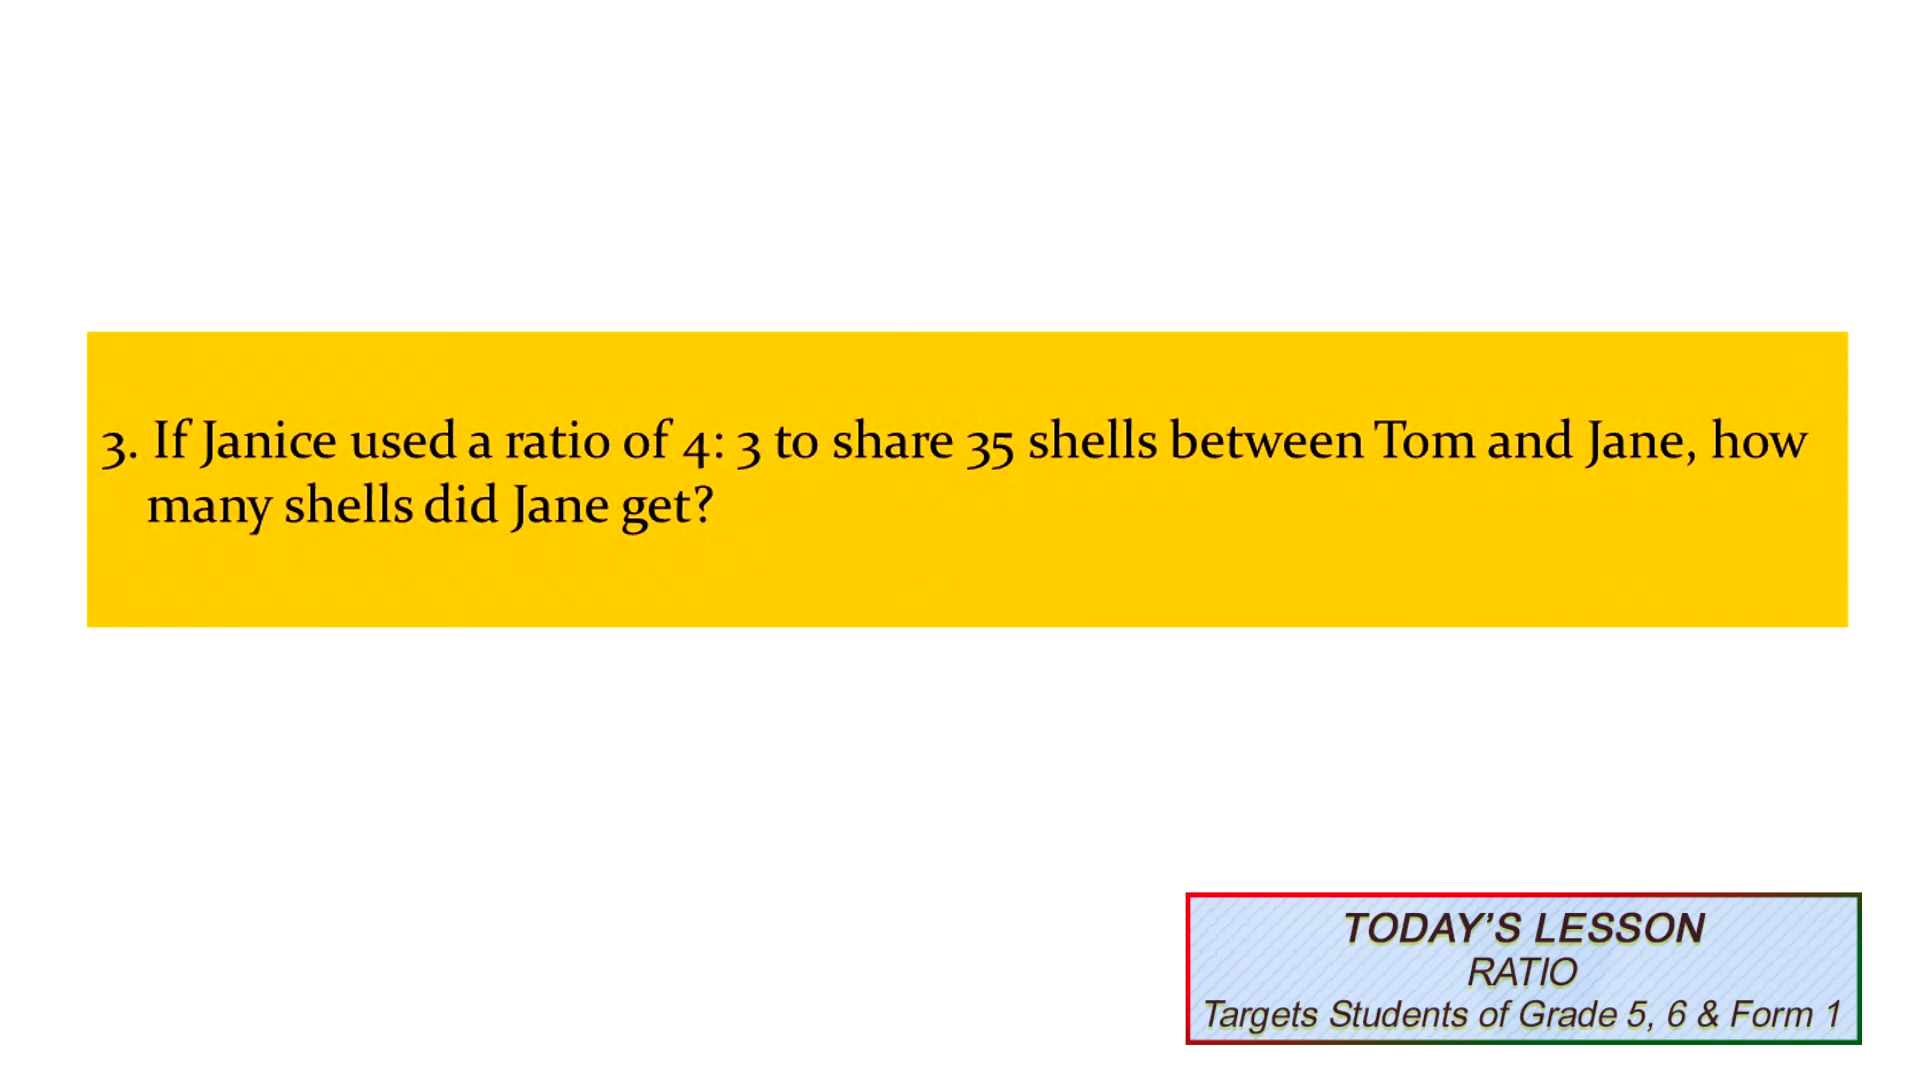 3. If Janice used a ratio of 4: 3 to share 35 shells between Tom and Jane, how
many shells did Jane get?
TODAY'S LESSON
RATIO
Targets Students of Grade 5, 6 & Form 1